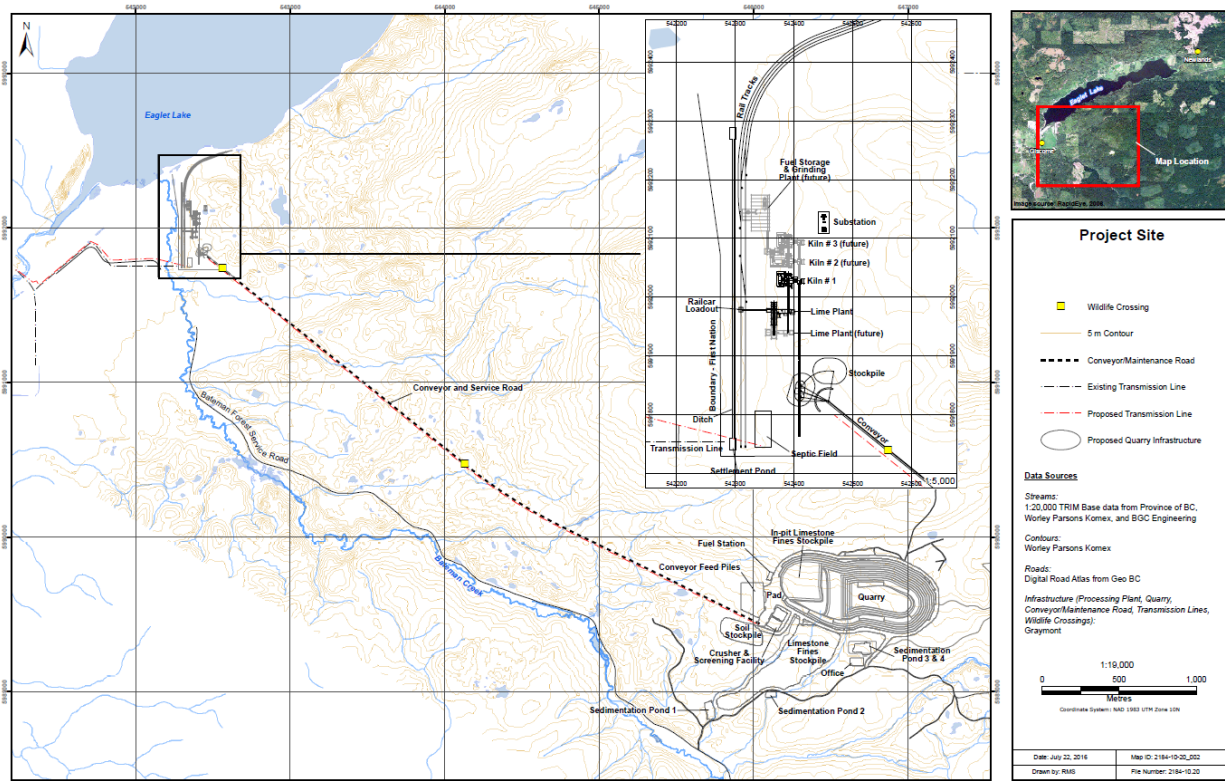 N
Eaglet Lake
Conveyor and Service Road
Bateman Forest Service Road
Bateman Creek
Rail Tracks
Fuel Storage
& Grinding
Plant (future)
Substation
Kiln # 3 (future)
Kiln # 2 (future)
Kiln # 1
Railcar
Loadout
Lime Plant
Lime Plant (future)
Boundary - First Nation
Stockpile
Ditch
Conveyor
Transmission Line
Septic Field
Settlement Pond
1:5,000
In-pit Limestone
Fines Stockpile
Fuel Station
Conveyor Feed Piles
Pad
Quarry
Soil
Stockpile
Crusher &
Screening Facility
Limestone
Fines
Stockpile
Sedimentation
Pond 3 & 4
Office
Sedimentation Pond 1
Sedimentation Pond 2
Newlands
Eaglet Lake
Map Location
Image source: RapidEye,
Project Site
Wildlife Crossing
5 m Contour
Conveyor/Maintenance Road
Existing Transmission Line
Proposed Transmission Line
Proposed Quarry Infrastructure
Data Sources
Streams:
1:20,000 TRIM Base data from Province of BC,
Worley Parsons Komex, and BGC Engineering
Contours:
Worley Parsons Komex
Roads:
Digital Road Atlas from Geo BC
Infrastructure (Processing Plant, Quarry,
Conveyor/Maintenance Road, Transmission Lines,
Wildlife Crossings):
Graymont
1:19,000
0 500 1,000
Metres
Coordinate System: NAD 1983 UTM Zone 10N
Date: July 22, 2016
Map ID: 2184-10-20_002
Drawn by: RMS
File Number: 2184-10.20